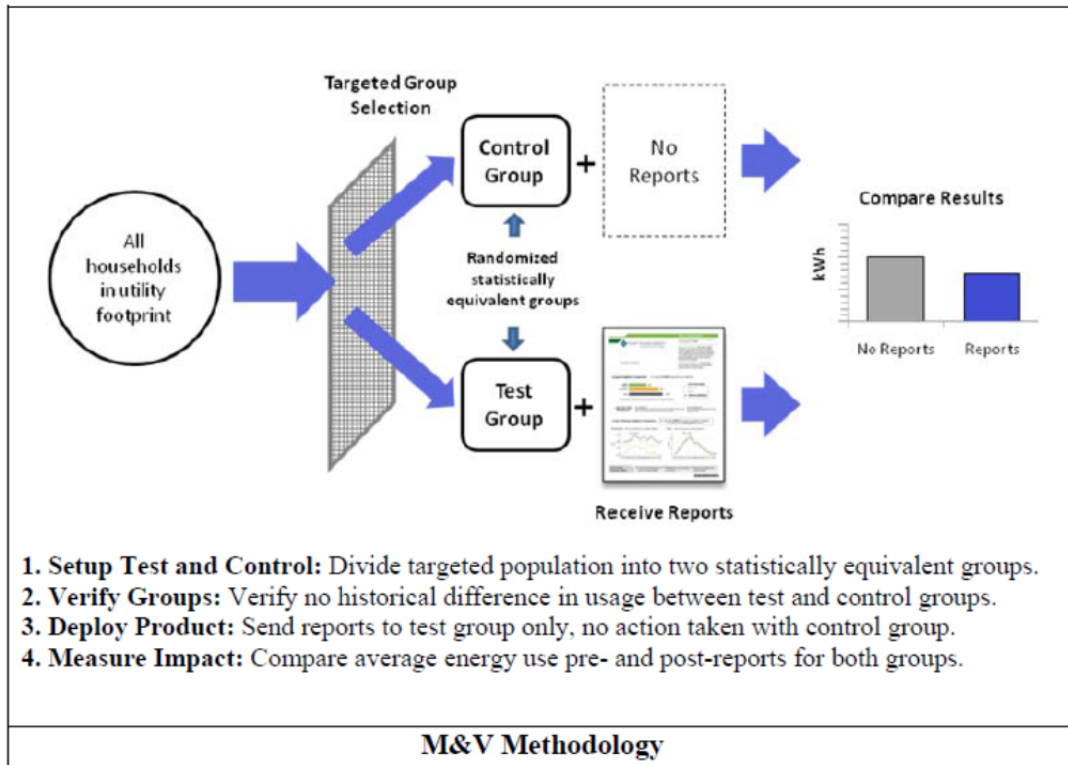 Targeted Group
Selection
All
households
in utility
footprint
Control
Group
+
No
Reports
Randomized
statistically
equivalent groups
Test
Group
+
Receive Reports
Compare Results
kWh
No Reports
Reports
1. Setup Test and Control: Divide targeted population into two statistically equivalent groups.
2. Verify Groups: Verify no historical difference in usage between test and control groups.
3. Deploy Product: Send reports to test group only, no action taken with control group.
4. Measure Impact: Compare average energy use pre- and post-reports for both groups.
M&V Methodology